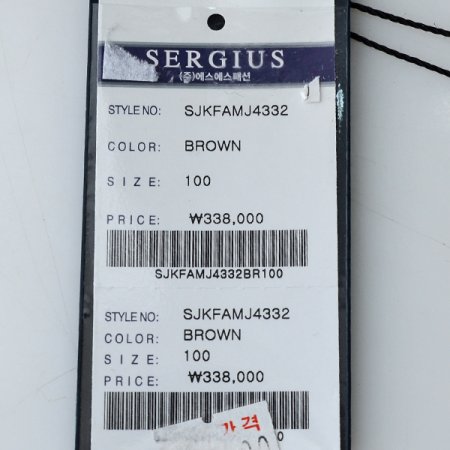 SERGIUS
(주)에스에스패션
STYLE NO: SJKFAMJ4332
COLOR: BROWN
SIZE: 100
PRICE: ₩338,000
SJKFAMJ4332BR100
STYLE NO: SJKFAMJ4332
COLOR: BROWN
SIZE: 100
PRICE: ₩338,000
가격